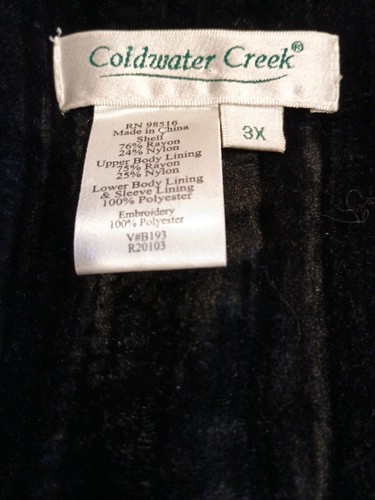 Coldwater Creek®
3X
RN 98516
Made in China
Shell
76% Rayon
24% Nylon
Upper Body Lining
75% Rayon
25% Nylon
Lower Body Lining
& Sleeve Lining
100% Polyester
Embroidery
100% Polyester
V#B193
R20103